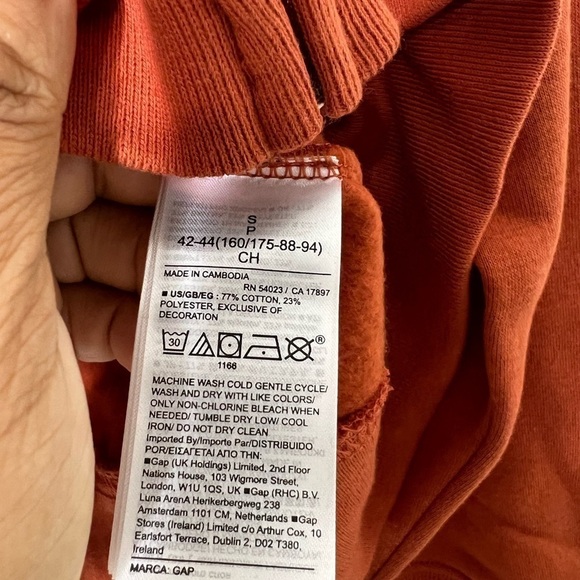 S
P
42-44(160/175-88-94)
CH
MADE IN CAMBODIA
RN 54023 / CA 17897
■ US/GB/EG : 77% COTTON, 23%
POLYESTER, EXCLUSIVE OF
DECORATION
30
®
1166
MACHINE WASH COLD GENTLE CYCLE/
WASH AND DRY WITH LIKE COLORS/
ONLY NON-CHLORINE BLEACH WHEN
NEEDED/ TUMBLE DRY LOW/ COOL
IRON/ DO NOT DRY CLEAN
Imported By/Importe Par/DISTRIBUIDO
POR/ΕΙΣΑΓΕΤΑΙ ΑΠΟ
■Gap (UK Holdings) Limited, 2nd Floor
Nations House, 103 Wigmore Street,
London, W1U 1QS, UK ■Gap (RHC) B.V.
Luna ArenA Herikerbergweg 238
Amsterdam 1101 CM, Netherlands ■Gap
Stores (Ireland) Limited c/o Arthur Cox, 10
Earlsfort Terrace, Dublin 2, D02 T380,
Ireland
MARCA: GAP